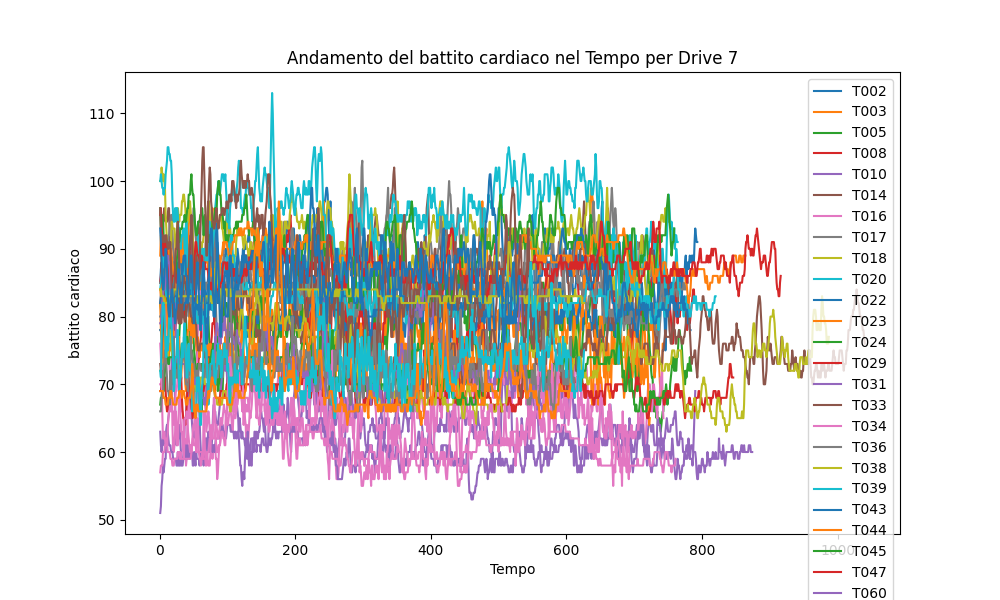 Andamento del battito cardiaco nel Tempo per Drive 7
battito cardiaco
110
100
90
80
70
60
50
0
200
400
600
800
1000
Tempo
T002
T003
T005
T008
T010
T014
T016
T017
T018
T020
T022
T023
T024
T029
T031
T033
T034
T036
T038
T039
T043
T044
T045
T047
T060